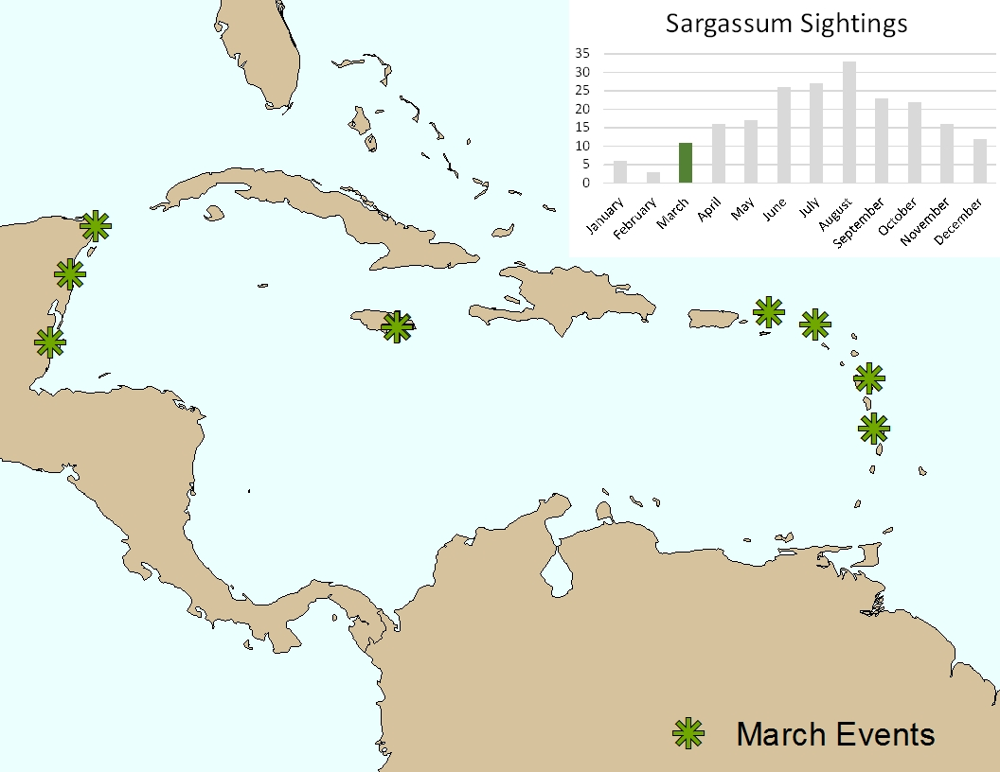 Sargassum Sightings
35
30
25
20
15
10
5
0
January
February
March
April
May
June
July
August
September
October
November
December
March Events